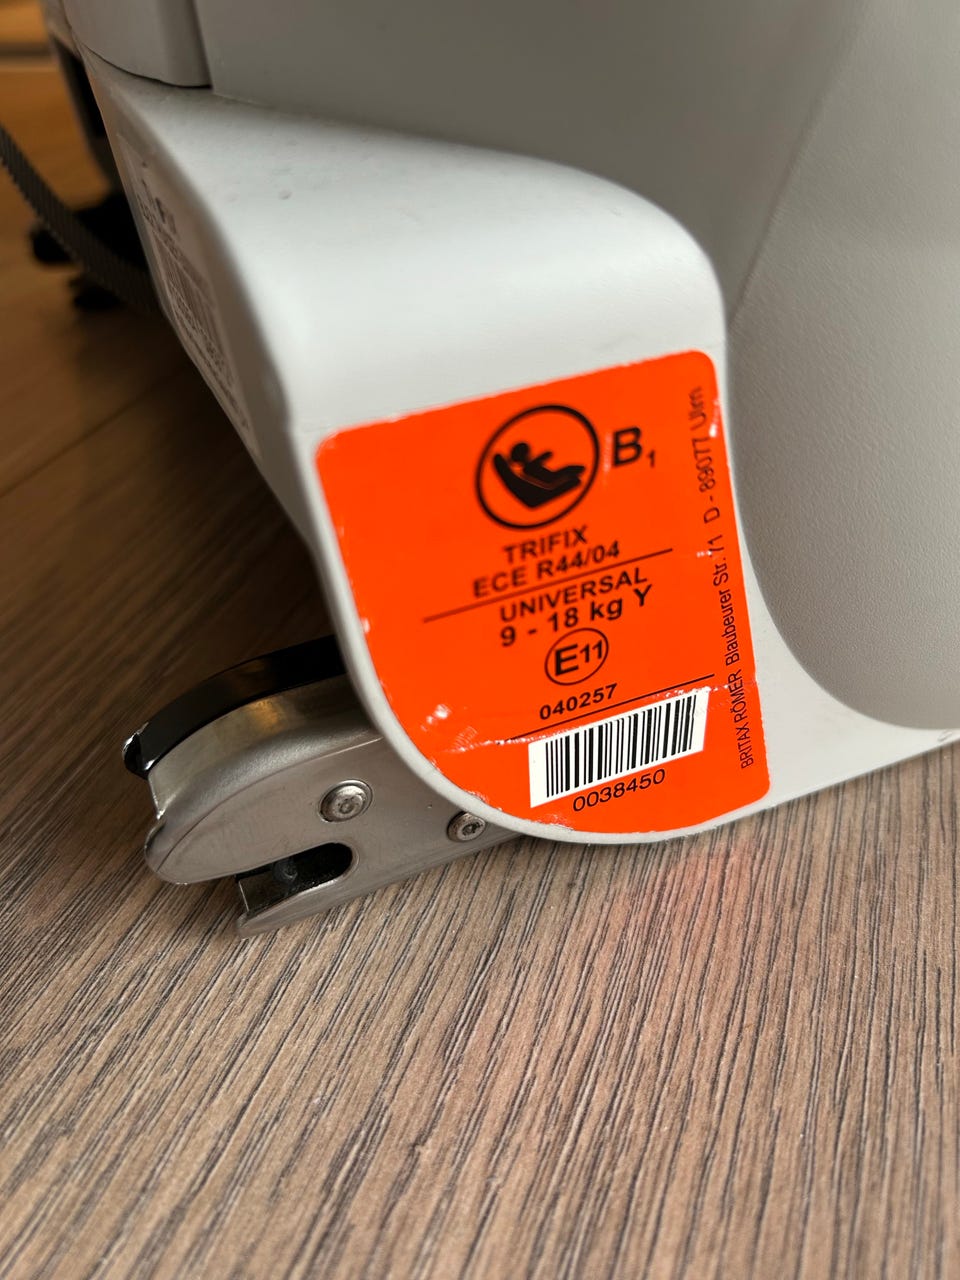 B1
TRIFIX
ECE R44/04
UNIVERSAL
9 - 18 kg Y
E11
040257
0038450
BRITAX RÖMER Blaubeurer Str. 71 D - 89077 Ulm